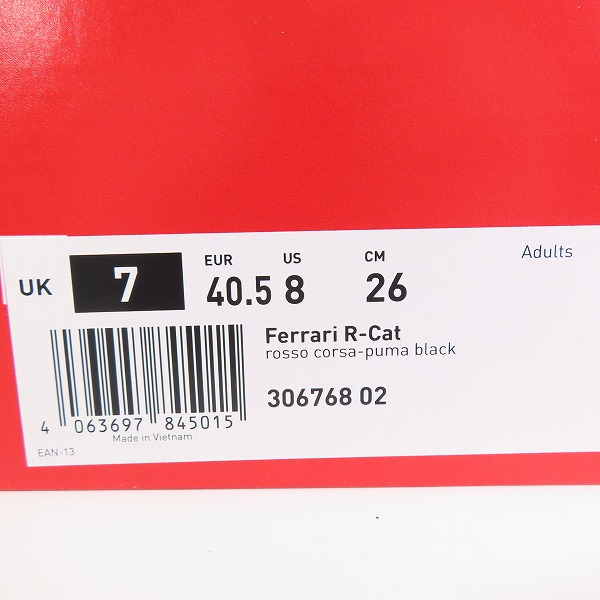 UK 7 EUR 40.5 US 8 CM 26 Adults
Ferrari R-Cat
rosso corsa-puma black
306768 02
4 063697 845015
Made in Vietnam
EAN-13